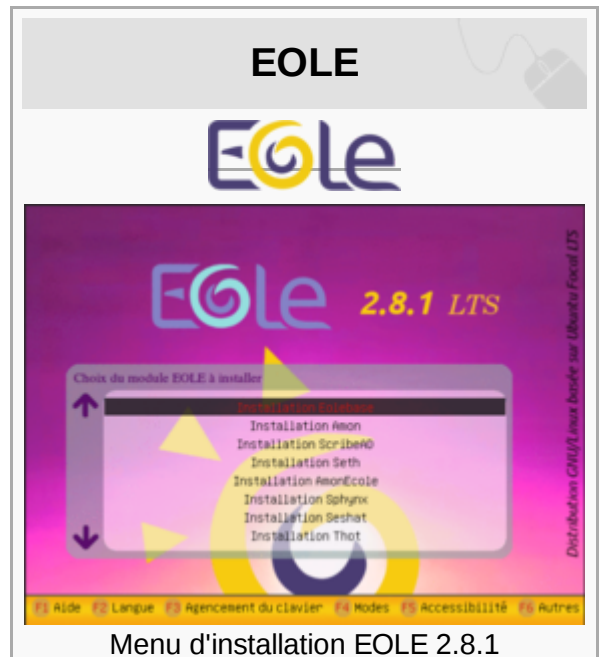 EOLE
EOle
EOle 2.8.1 LTS
Distribution GNU/Linux basée sur Ubuntu Focal LTS
Choix du module EOLE à installer
Installation Eolebase
Installation Amon
Installation ScribeAD
Installation Seth
Installation AmonEcole
Installation Sphynx
Installation Seshat
Installation Thot
F1 Aide F2 Langue F3 Agencement du clavier F4 Modes F5 Accessibilité F6 Autres
Menu d'installation EOLE 2.8.1